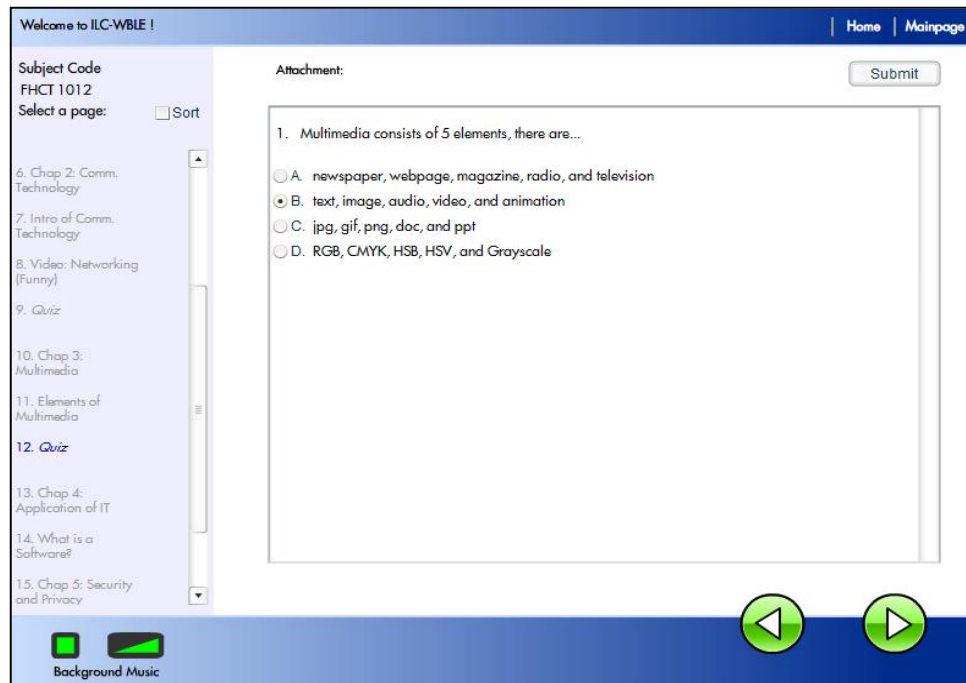 Welcome to ILC-WBLE !
Home
Mainpage
Subject Code
FHCT 1012
Select a page:
Sort
6. Chap 2: Comm.
Technology
7. Intro of Comm.
Technology
8. Video: Networking
(Funny)
9. Quiz
10. Chap 3:
Multimedia
11. Elements of
Multimedia
12. Quiz
13. Chap 4:
Application of IT
14. What is a
Software?
15. Chap 5: Security
and Privacy
Attachment:
Submit
1. Multimedia consists of 5 elements, there are...
A. newspaper, webpage, magazine, radio, and television
B. text, image, audio, video, and animation
C. jpg, gif, png, doc, and ppt
D. RGB, CMYK, HSB, HSV, and Grayscale
Background Music